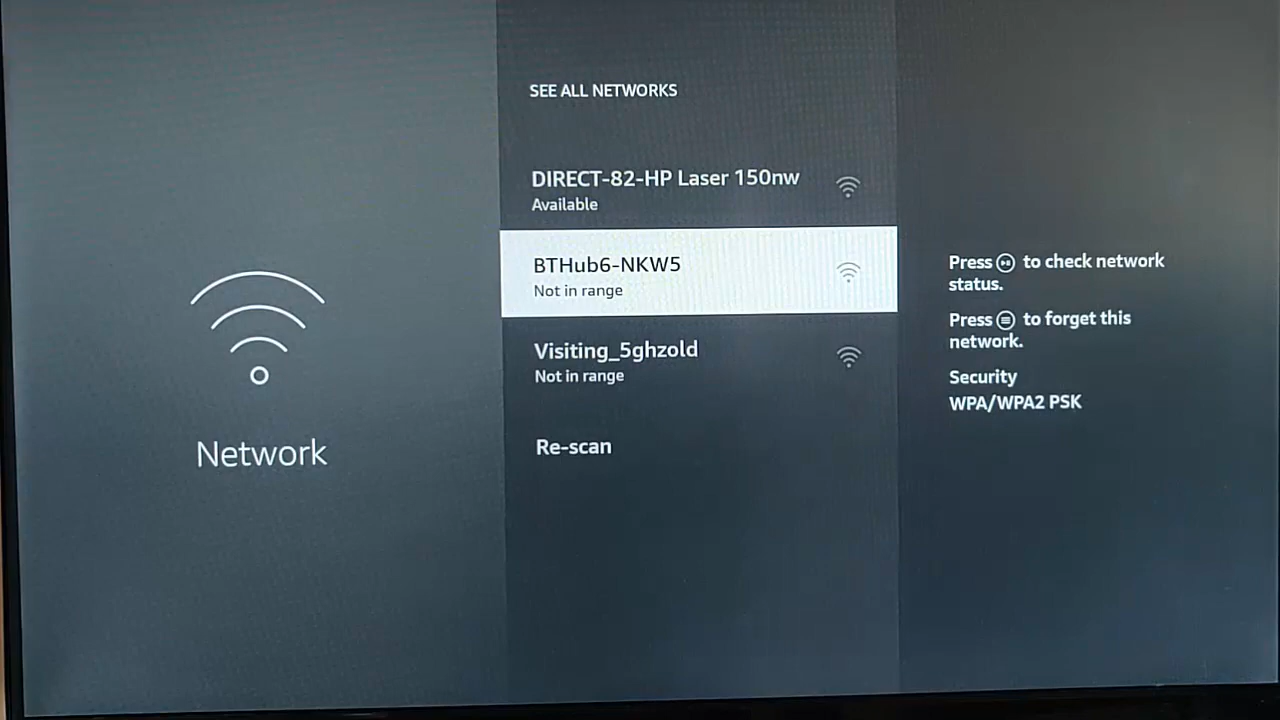 SEE ALL NETWORKS
DIRECT-82-HP Laser 150nw
Available
BTHub6-NKW5
Not in range
Visiting_5ghzold
Not in range
Re-scan
Network
Press to check network
status.
Press to forget this
network.
Security
WPA/WPA2 PSK